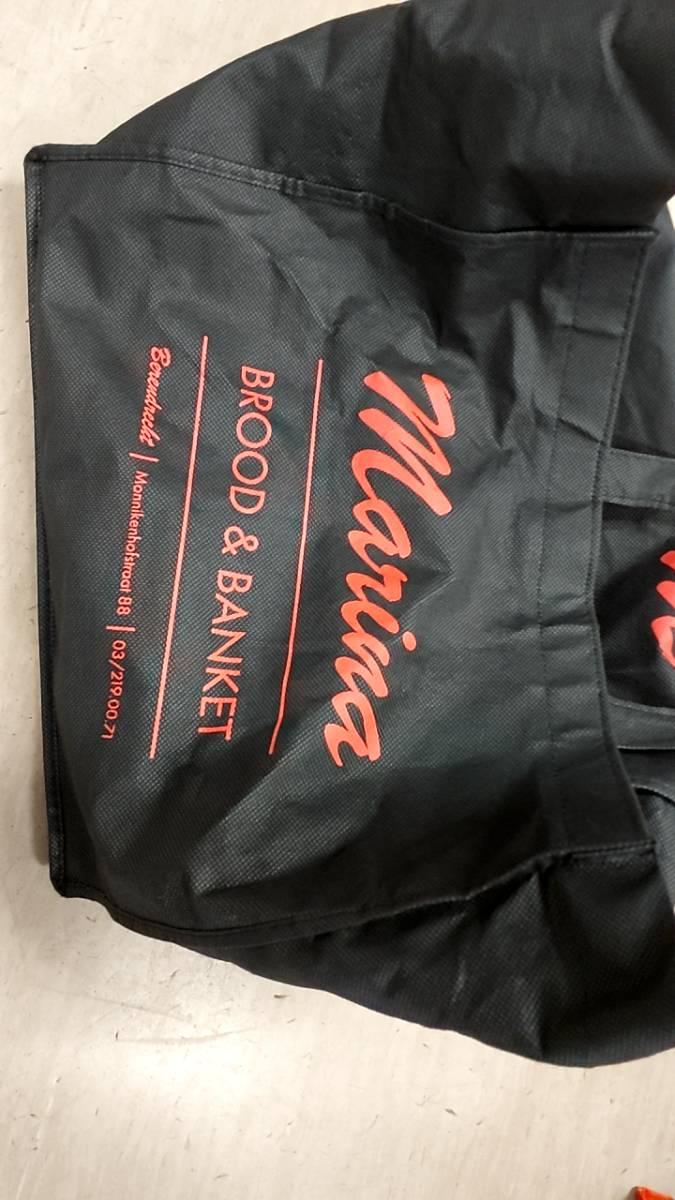 Marina
BROOD & BANKET
Berendrecht | Monnikenhofstraat 88 | 03/219.00.71